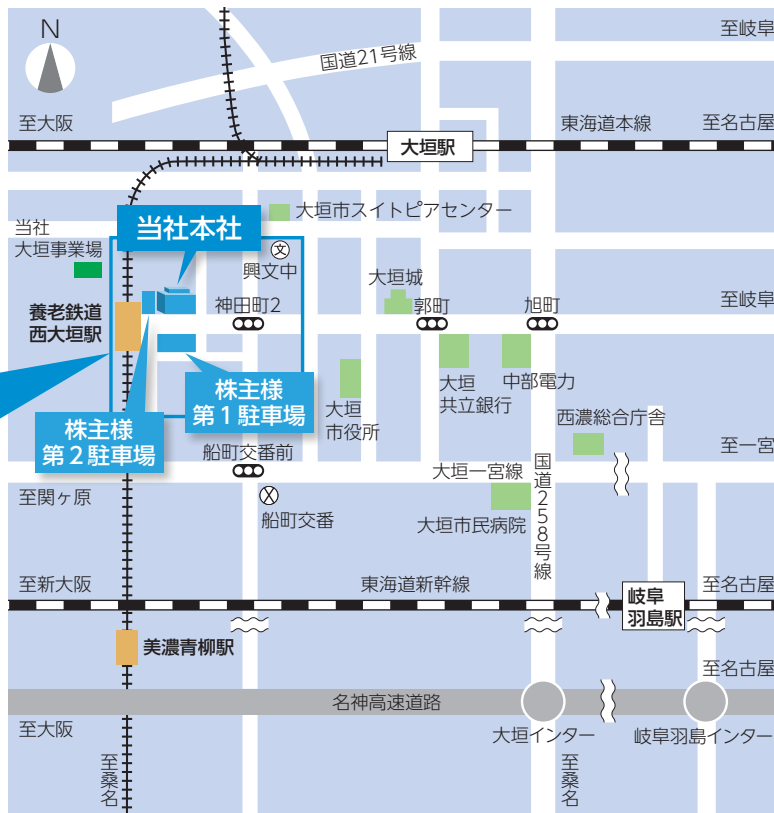 N
至岐阜
国道21号線
至大阪
東海道本線
至名古屋
大垣駅
大垣市スイトピアセンター
当社
大垣事業場
当社本社
興文中
大垣城
養老鉄道
西大垣駅
神田町2
郭町
旭町
至岐阜
株主様
第1駐車場
大垣
市役所
大垣
共立銀行
中部電力
株主様
第2駐車場
西濃総合庁舎
船町交番前
至一宮
大垣一宮線
国道258号線
至関ヶ原
船町交番
大垣市民病院
至新大阪
東海道新幹線
至名古屋
岐阜
羽島駅
美濃青柳駅
至名古屋
名神高速道路
至大阪
大垣インター
岐阜羽島インター
至桑名
至桑名